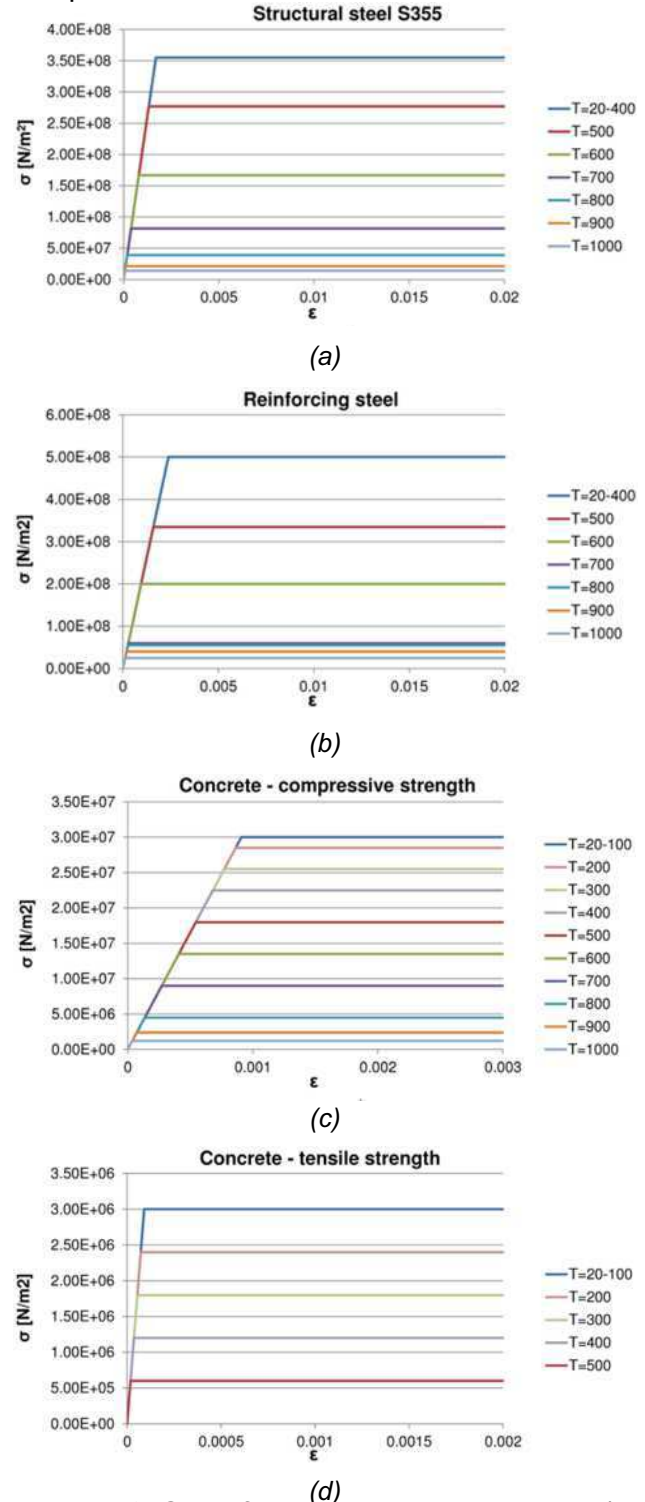 Structural steel S355
4.00E+08
3.50E+08
3.00E+08
2.50E+08
2.00E+08
1.50E+08
1.00E+08
5.00E+07
0.00E+00
σ [N/m²]
0 0.005 0.01 0.015 0.02
ε
T=20-400
T=500
T=600
T=700
T=800
T=900
T=1000
(a)
Reinforcing steel
6.00E+08
5.00E+08
4.00E+08
3.00E+08
2.00E+08
1.00E+08
0.00E+00
σ [N/m2]
0 0.005 0.01 0.015 0.02
ε
T=20-400
T=500
T=600
T=700
T=800
T=900
T=1000
(b)
Concrete - compressive strength
3.50E+07
3.00E+07
2.50E+07
2.00E+07
1.50E+07
1.00E+07
5.00E+06
0.00E+00
σ [N/m2]
0 0.001 0.002 0.003
ε
T=20-100
T=200
T=300
T=400
T=500
T=600
T=700
T=800
T=900
T=1000
(c)
Concrete - tensile strength
3.50E+06
3.00E+06
2.50E+06
2.00E+06
1.50E+06
1.00E+06
5.00E+05
0.00E+00
σ [N/m2]
0 0.0005 0.001 0.0015 0.002
ε
T=20-100
T=200
T=300
T=400
T=500
(d)